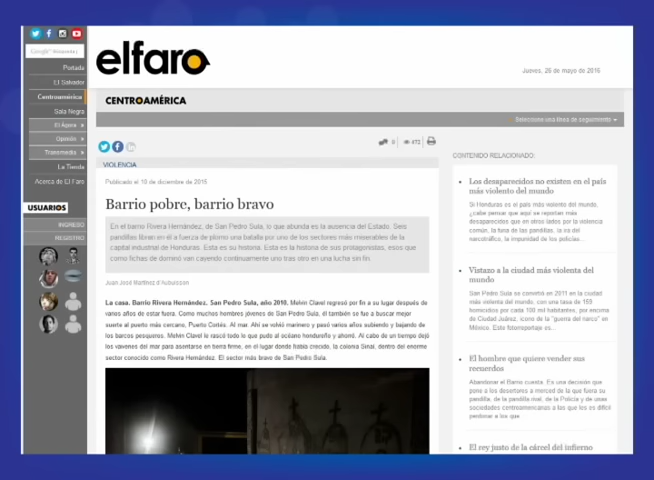 elfaro
Jueves, 26 de mayo de 2016
Portada
El Salvador
Centroamérica
Sala Negra
El Ágora
Opinión
Transmedia
La Tienda
Acerca de El Faro
USUARIOS
INGRESO
REGISTRO
CENTROAMÉRICA
Seleccione una línea de seguimiento
0
472
VIOLENCIA
Publicado el 10 de diciembre de 2015
Barrio pobre, barrio bravo
En el barrio Rivera Hernández, de San Pedro Sula, lo que abunda es la ausencia del Estado. Seis
pandillas libran en él a fuerza de plomo una batalla por uno de los sectores más miserables de la
capital industrial de Honduras. Esta es su historia. Esta es la historia de sus protagonistas, esos que
como fichas de dominó van cayendo continuamente uno tras otro en una lucha sin fin.
Juan José Martínez d'Aubuisson
La casa. Barrio Rivera Hernández. San Pedro Sula, año 2010. Melvin Clavel regresó por fin a su lugar después de
varios años de estar fuera. Como muchos hombres jóvenes de San Pedro Sula, él también se fue a buscar mejor
suerte al puerto más cercano, Puerto Cortés. Al mar. Ahí se volvió marinero y pasó varios años subiendo y bajando de
los barcos pesqueros. Melvin Clavel le rascó todo lo que pudo al océano hondureño y ahorró. Al cabo de un tiempo dejó
los vaivenes del mar para asentarse en tierra firme, en el lugar donde había crecido, la colonia Sinaí, dentro del enorme
sector conocido como Rivera Hernández. El sector más bravo de San Pedro Sula.
CONTENIDO RELACIONADO:
Los desaparecidos no existen en el país
más violento del mundo
Si Honduras es el país más violento del mundo,
¿cabe pensar que aquí se reportan más
desaparecidos que en otros lados por la violencia
común, la furia de las pandillas, la ira del
narcotráfico, la impunidad de los policías...
Vistazo a la ciudad más violenta del
mundo
San Pedro Sula se convirtió en 2011 en la ciudad
más violenta del mundo, con una tasa de 159
homicidios por cada 100 mil habitantes, por encima
de Ciudad Juárez, ícono de la "guerra del narco" en
México. Este fotorreportaje es...
El hombre que quiere vender sus
recuerdos
Abandonar el Barrio cuesta. Es una decisión que
pone a los desertores a merced de la que fuera su
pandilla, de la pandilla rival, de la Policía y de unas
sociedades centroamericanas a las que les es difícil
perdonar a los que
El rey justo de la cárcel del infierno